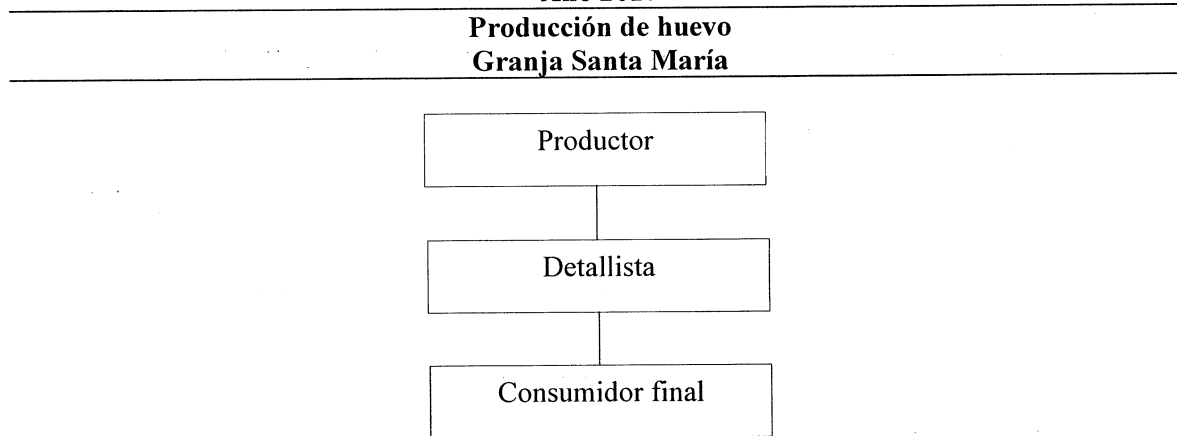 Producción de huevo
Granja Santa María
Productor
Detallista
Consumidor final